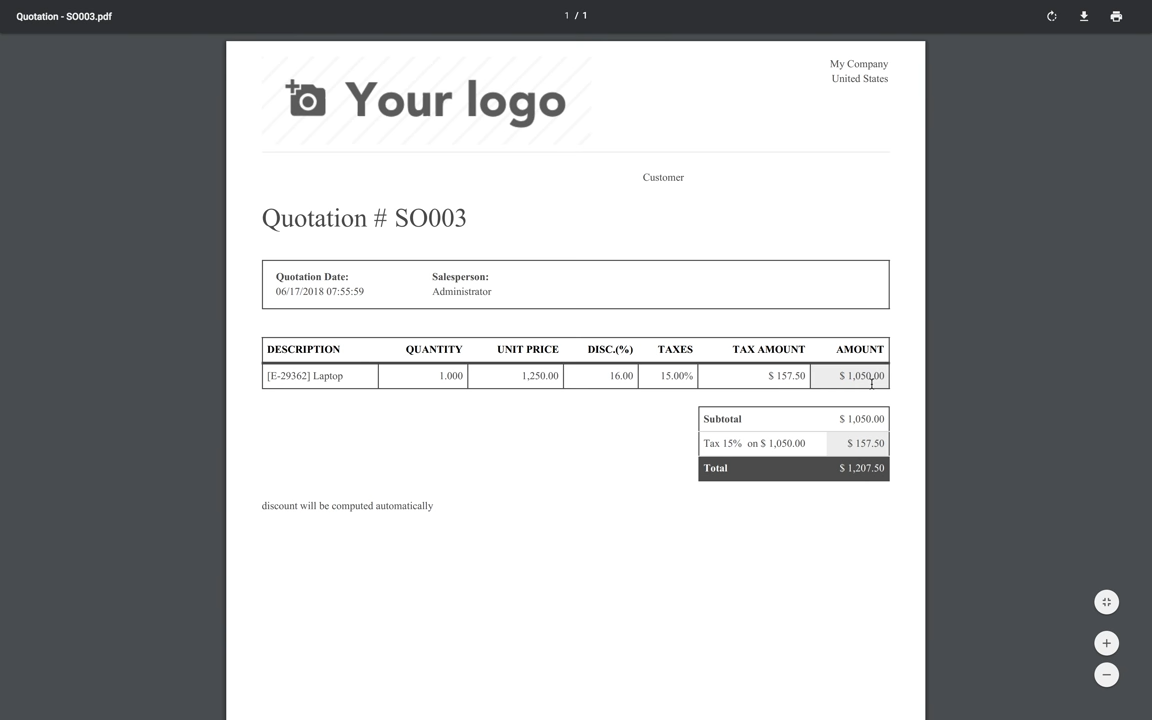 Quotation - SO003.pdf
1 / 1
Your logo
My Company
United States
Customer
Quotation # SO003
Quotation Date: Salesperson:
06/17/2018 07:55:59 Administrator
DESCRIPTION QUANTITY UNIT PRICE DISC.(%) TAXES TAX AMOUNT AMOUNT
[E-29362] Laptop 1.000 1,250.00 16.00 15.00% $ 157.50 $ 1,050.00
Subtotal $ 1,050.00
Tax 15% on $ 1,050.00 $ 157.50
Total $ 1,207.50
discount will be computed automatically